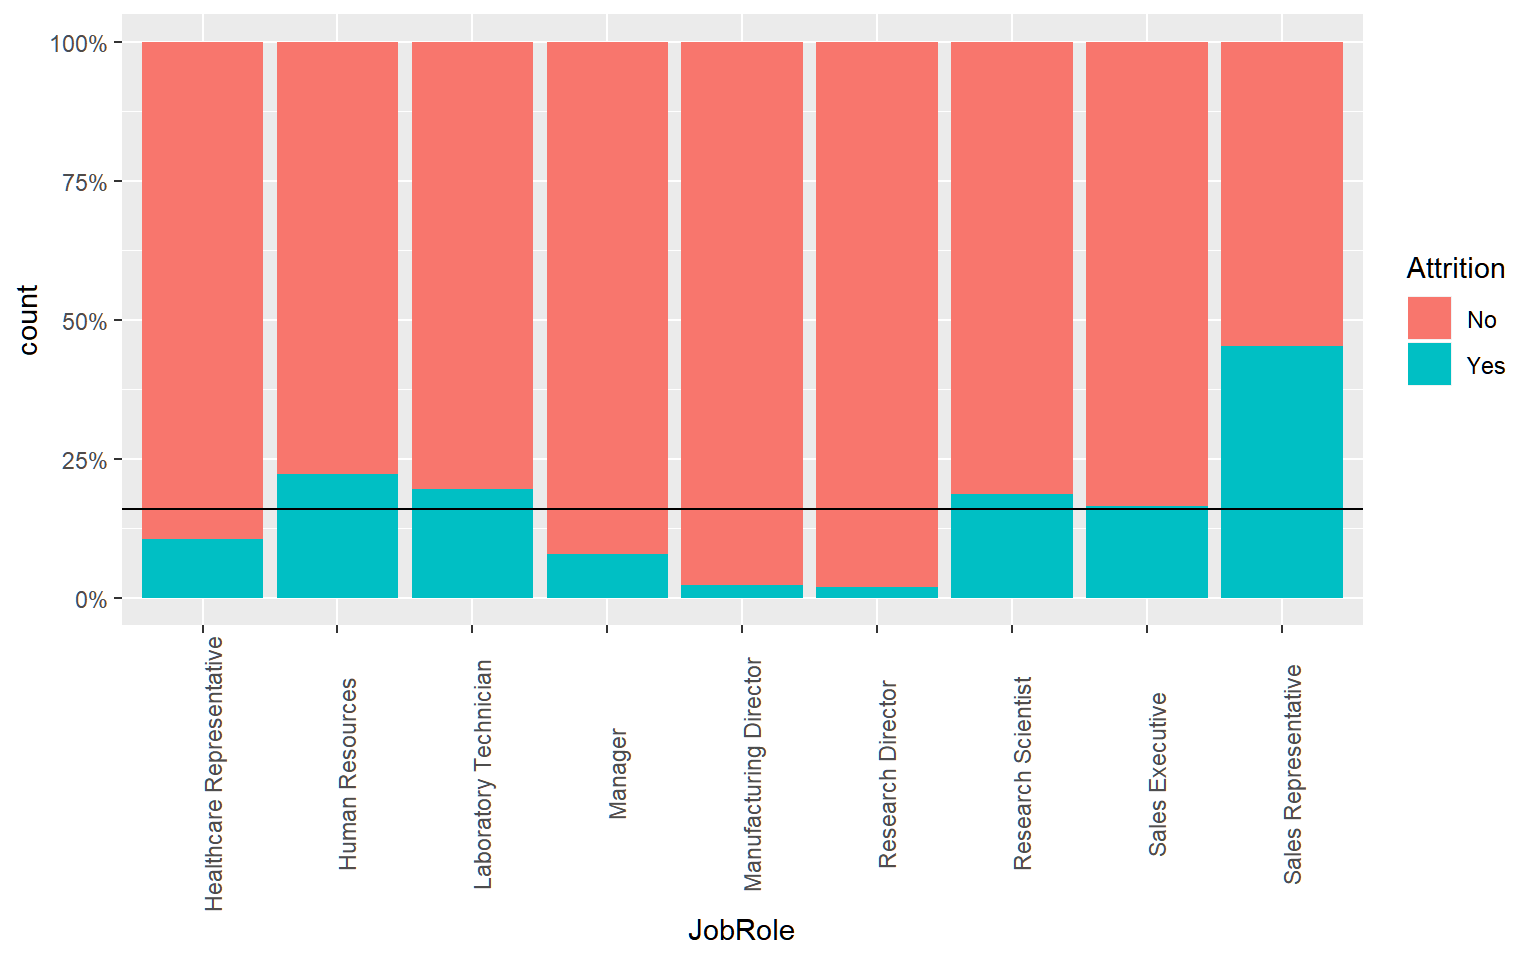 100%
75%
50%
25%
0%
count
Healthcare Representative
Human Resources
Laboratory Technician
Manager
Manufacturing Director
Research Director
Research Scientist
Sales Executive
Sales Representative
JobRole
Attrition
No
Yes